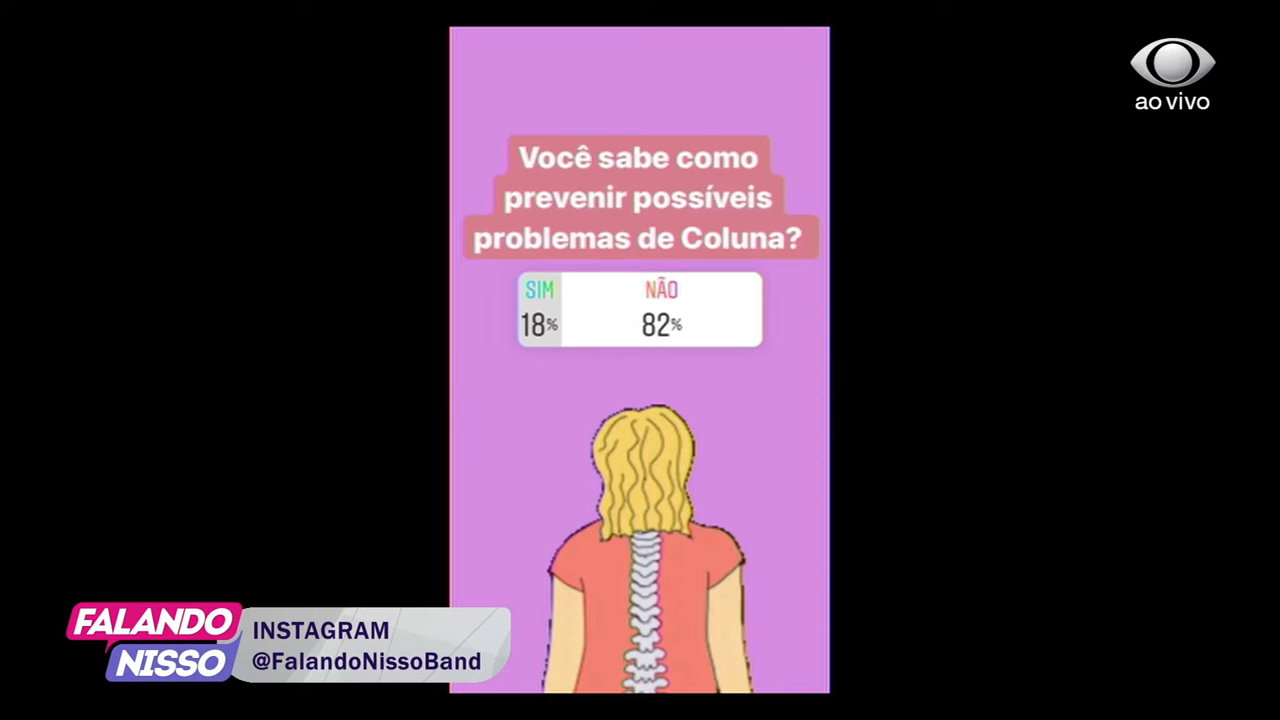 ao vivo
Você sabe como
prevenir possíveis
problemas de Coluna?
SIM NÃO
18% 82%
FALANDO
NISSO
INSTAGRAM
@FalandoNissoBand